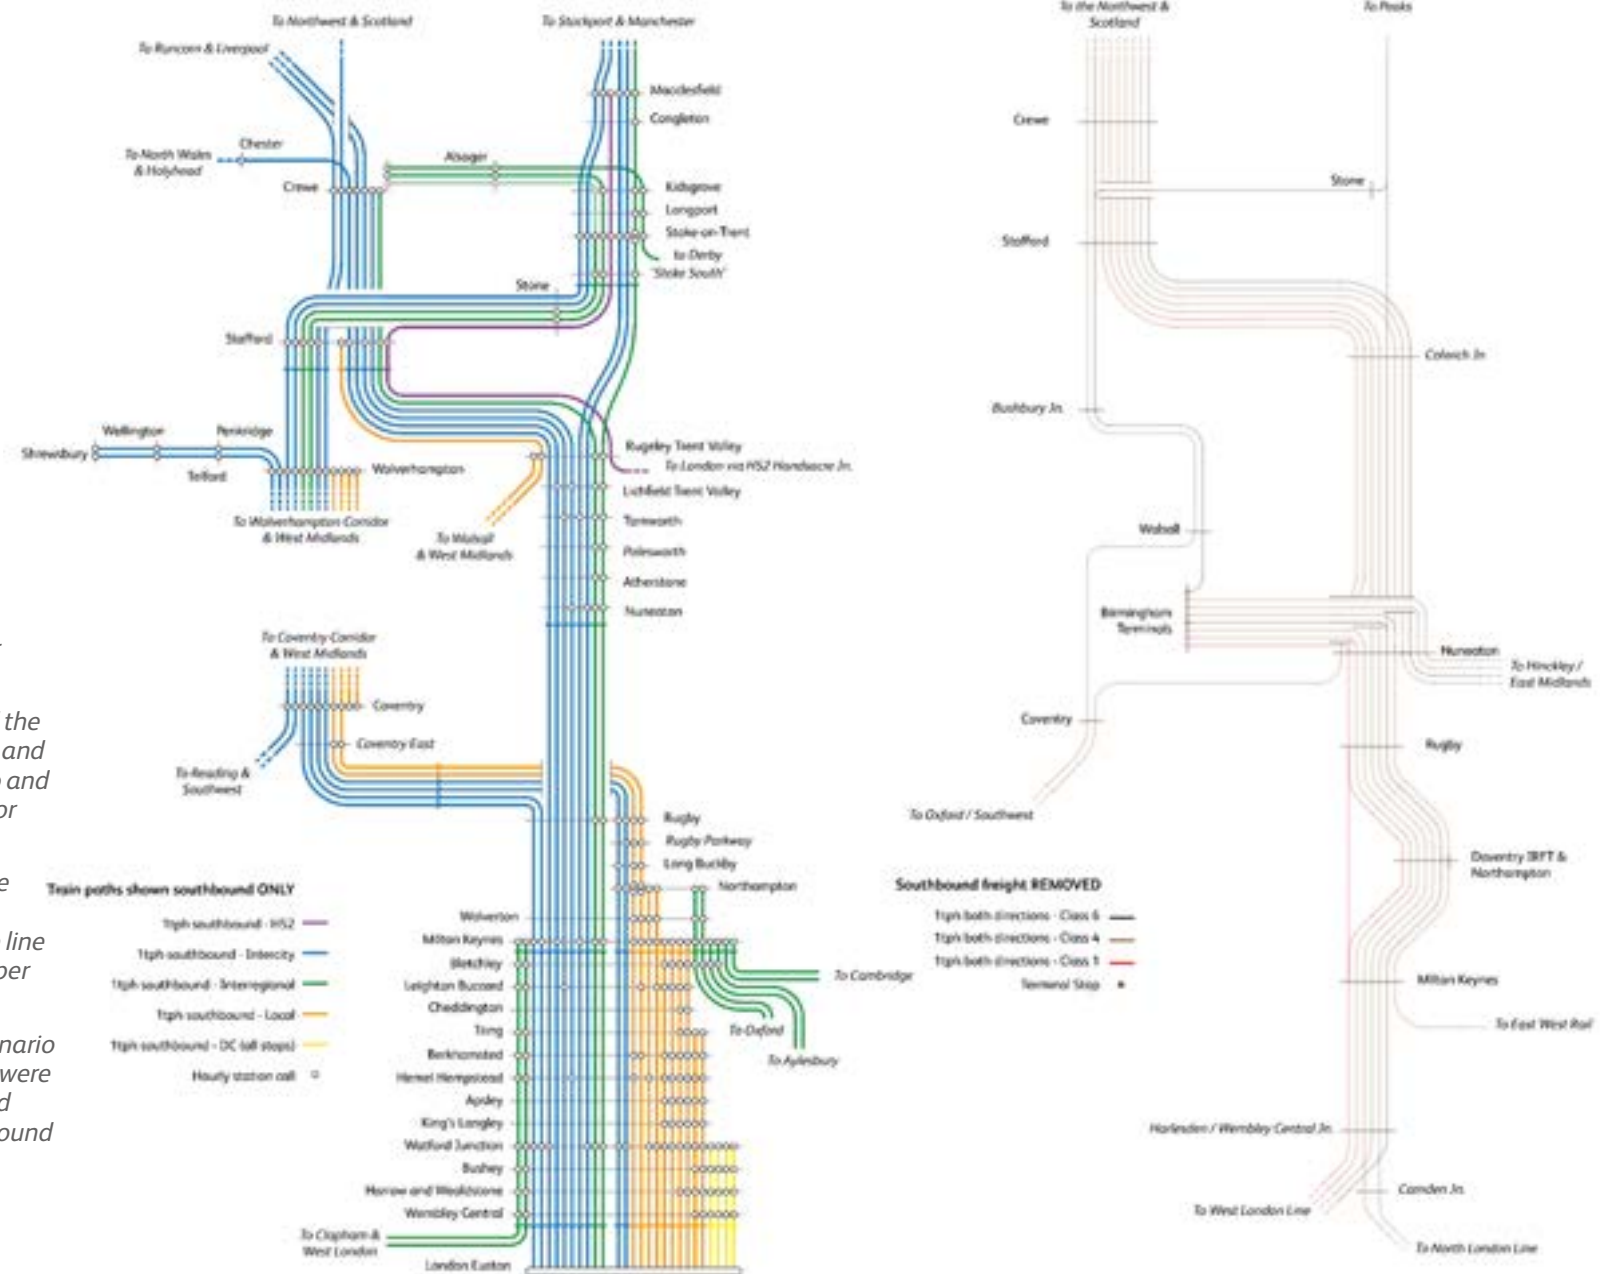 To Northwest & Scotland
To Runcorn & Liverpool
To Stockport & Manchester
To North Wales
& Holyhead
Chester
Crewe
Alsager
Macclesfield
Congleton
Kidsgrove
Longport
Stoke-on-Trent
to Derby
'Stoke South'
Stone
Stafford
Shrewsbury
Wellington
Telford
Penkridge
Wolverhampton
To Wolverhampton Corridor
& West Midlands
To Walsall
& West Midlands
Rugeley Trent Valley
To London via HS2 Handsacre Jn.
Lichfield Trent Valley
Tamworth
Polesworth
Atherstone
Nuneaton
To Coventry Corridor
& West Midlands
Coventry
Coventry East
To Reading &
Southwest
Rugby
Rugby Parkway
Long Buckby
Northampton
Wolverton
Milton Keynes
Bletchley
Leighton Buzzard
Cheddington
Tring
Berkhamsted
Hemel Hempstead
Apsley
King's Langley
Watford Junction
Bushey
Harrow and Wealdstone
Wembley Central
To Clapham &
West London
London Euston
To Cambridge
To Oxford
To Aylesbury
the
and
and
or
line
per
nario
were
ound
Train paths shown southbound ONLY
1tph southbound - HS2
1tph southbound - Intercity
1tph southbound - Interregional
1tph southbound - Local
1tph southbound - DC (all stops)
Hourly station call
To the Northwest &
Scotland
To Peaks
Crewe
Stone
Stafford
Colwich Jn
Bushbury Jn.
Walsall
Birmingham
Terminals
Nuneaton
To Hinckley /
East Midlands
Coventry
Rugby
To Oxford / Southwest
Daventry IRFT &
Northampton
Milton Keynes
To East West Rail
Harlesden / Wembley Central Jn.
Camden Jn.
To West London Line
To North London Line
Southbound freight REMOVED
1tph both directions - Class 6
1tph both directions - Class 4
1tph both directions - Class 1
Terminal Stop